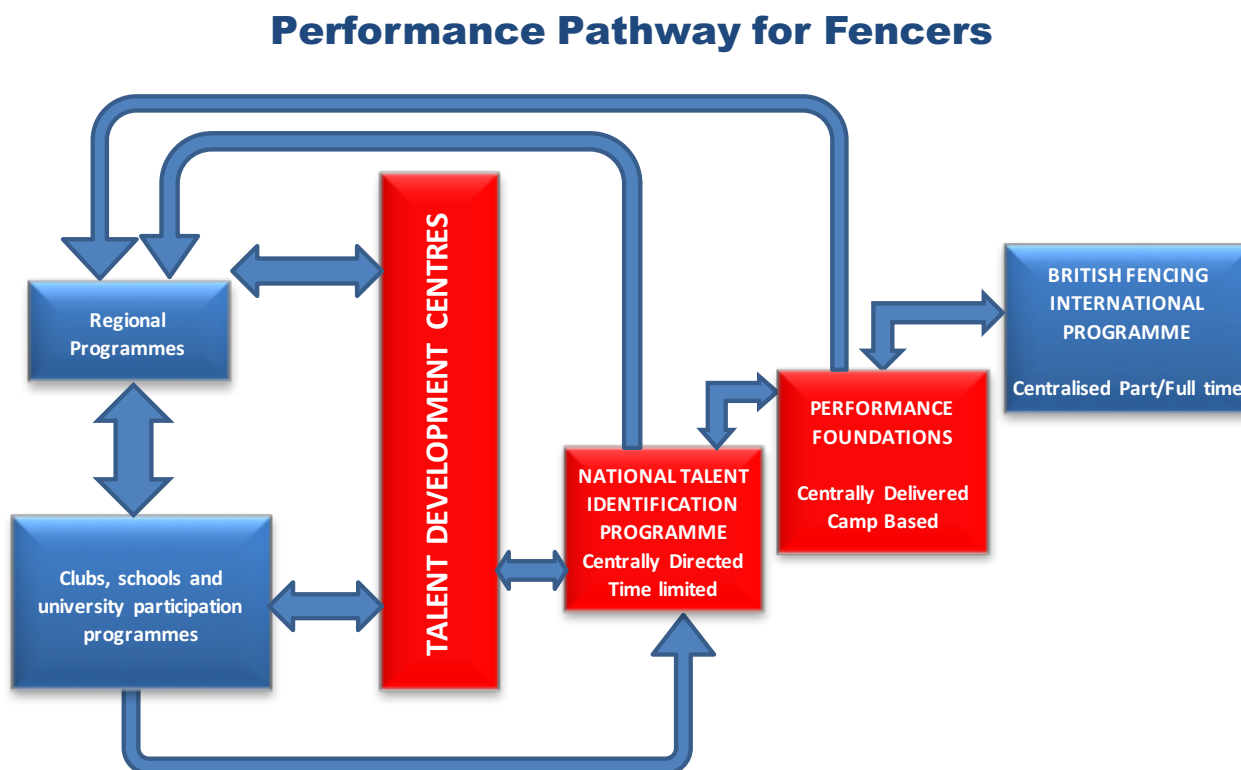 Performance Pathway for Fencers
Regional
Programmes
Clubs, schools and
university participation
programmes
TALENT DEVELOPMENT CENTRES
NATIONAL TALENT
IDENTIFICATION
PROGRAMME
Centrally Directed
Time limited
PERFORMANCE
FOUNDATIONS
Centrally Delivered
Camp Based
BRITISH FENCING
INTERNATIONAL
PROGRAMME
Centralised Part/Full time